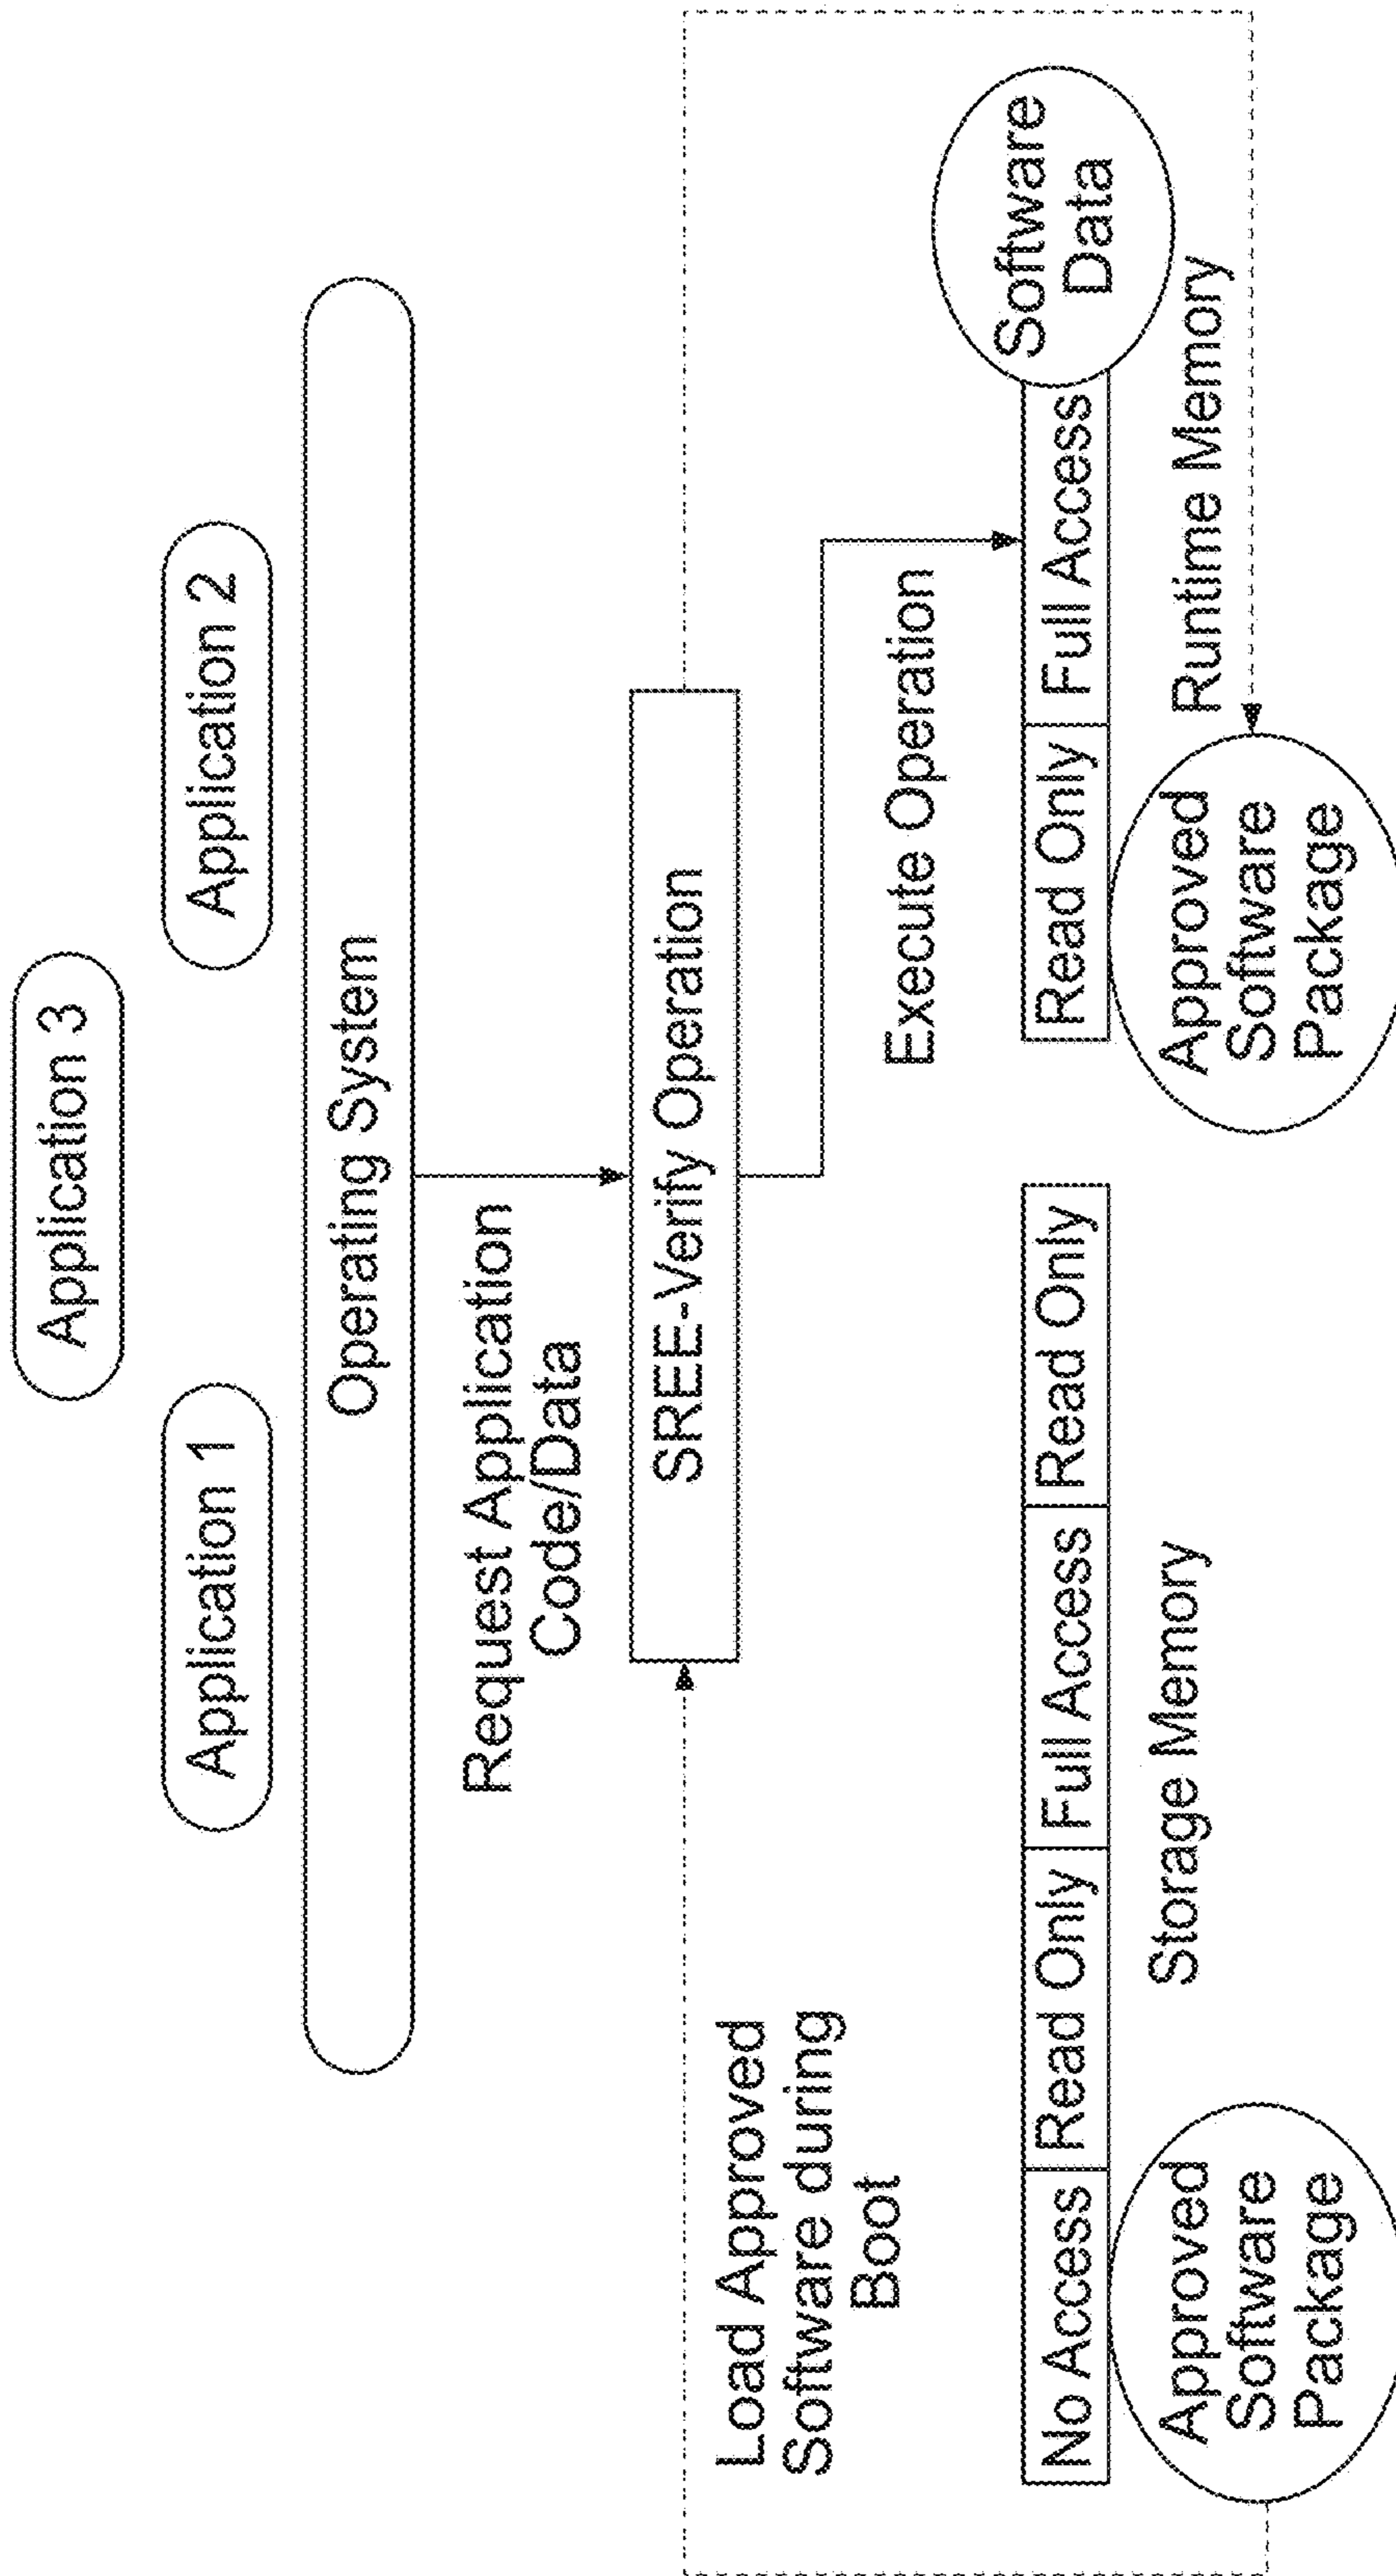 Application 3
Application 1
Application 2
Operating System
Request Application
Code/Data
SREE-Verify Operation
Load Approved
Software during
Boot
Execute Operation
No Access
Read Only
Full Access
Read Only
Read Only
Full Access
Software
Data
Storage Memory
Runtime Memory
Approved
Software
Package
Approved
Software
Package